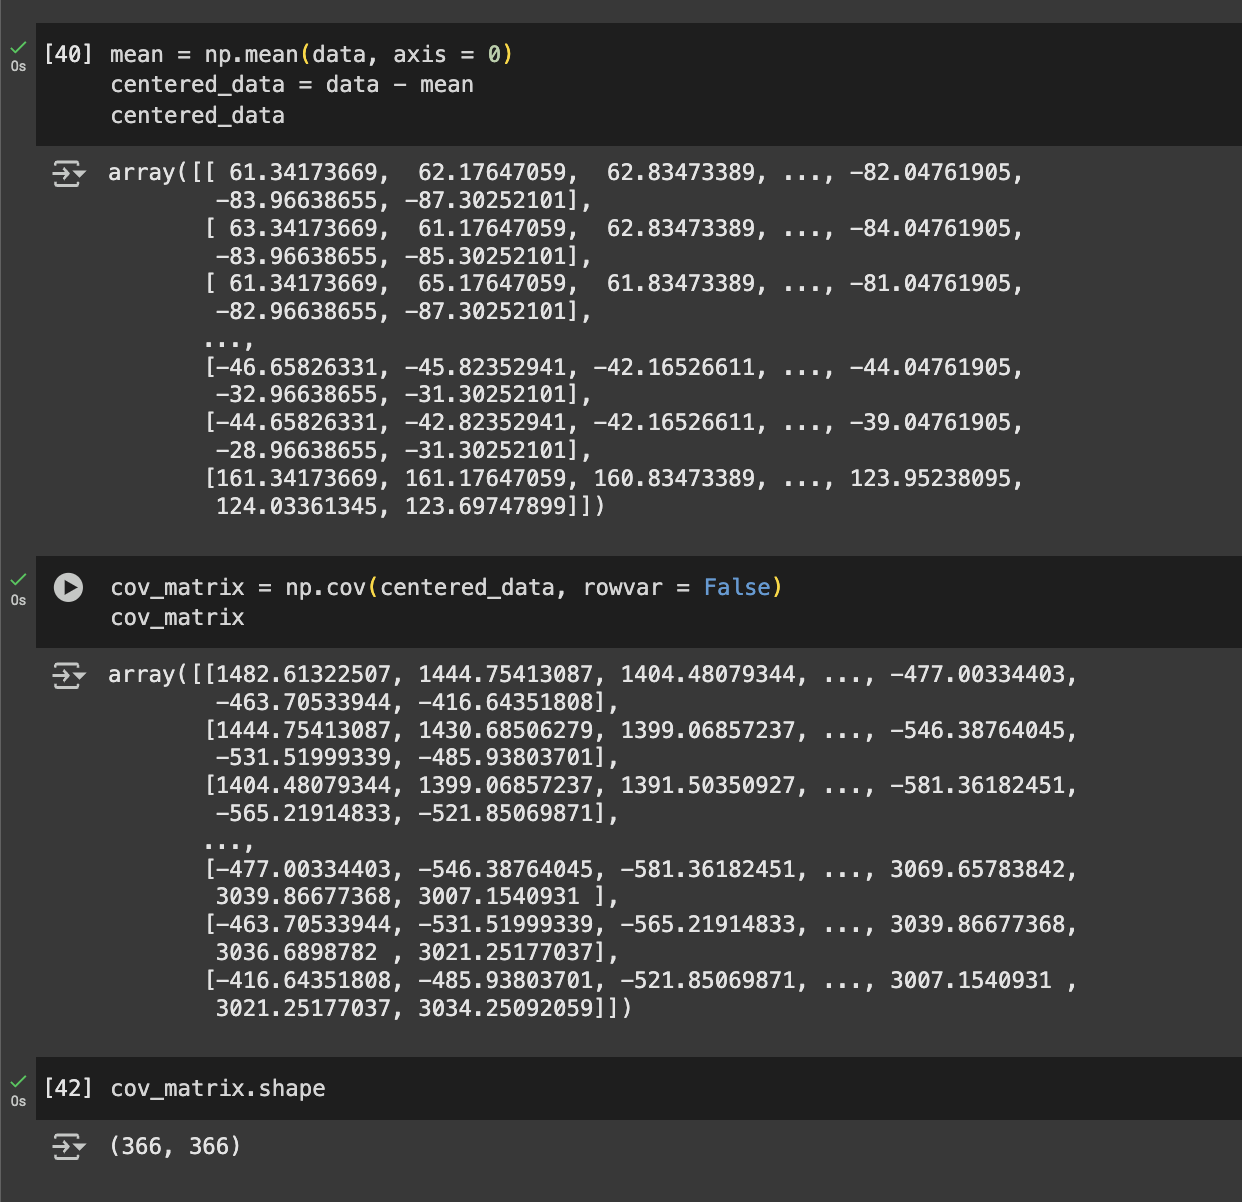 [40] mean = np.mean(data, axis = 0)
0s
centered_data = data - mean
centered_data
array([[ 61.34173669,  62.17647059,  62.83473389, ..., -82.04761905,
-83.96638655, -87.30252101],
[ 63.34173669,  61.17647059,  62.83473389, ..., -84.04761905,
-83.96638655, -85.30252101],
[ 61.34173669,  65.17647059,  61.83473389, ..., -81.04761905,
-82.96638655, -87.30252101],
...,
[-46.65826331, -45.82352941, -42.16526611, ..., -44.04761905,
-32.96638655, -31.30252101],
[-44.65826331, -42.82352941, -42.16526611, ..., -39.04761905,
-28.96638655, -31.30252101],
[161.34173669, 161.17647059, 160.83473389, ..., 123.95238095,
124.03361345, 123.69747899]])
cov_matrix = np.cov(centered_data, rowvar = False)
0s
cov_matrix
array([[1482.61322507, 1444.75413087, 1404.48079344, ..., -477.00334403,
-463.70533944, -416.64351808],
[1444.75413087, 1430.68506279, 1399.06857237, ..., -546.38764045,
-531.51999339, -485.93803701],
[1404.48079344, 1399.06857237, 1391.50350927, ..., -581.36182451,
-565.21914833, -521.85069871],
...,
[-477.00334403, -546.38764045, -581.36182451, ..., 3069.65783842,
3039.86677368, 3007.1540931 ],
[-463.70533944, -531.51999339, -565.21914833, ..., 3039.86677368,
3036.6898782 , 3021.25177037],
[-416.64351808, -485.93803701, -521.85069871, ..., 3007.1540931 ,
3021.25177037, 3034.25092059]])
[42] cov_matrix.shape
0s
(366, 366)